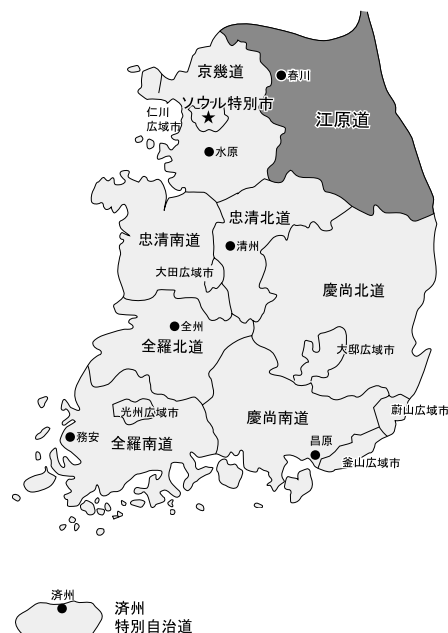 京幾道
春川
ソウル特別市
仁川
広域市
江原道
水原
忠清北道
忠清南道
清州
大田広域市
慶尚北道
全州
全羅北道
大邸広域市
光州広域市
慶尚南道
蔚山広域市
務安
全羅南道
昌原
釜山広域市
済州
済州
特別自治道